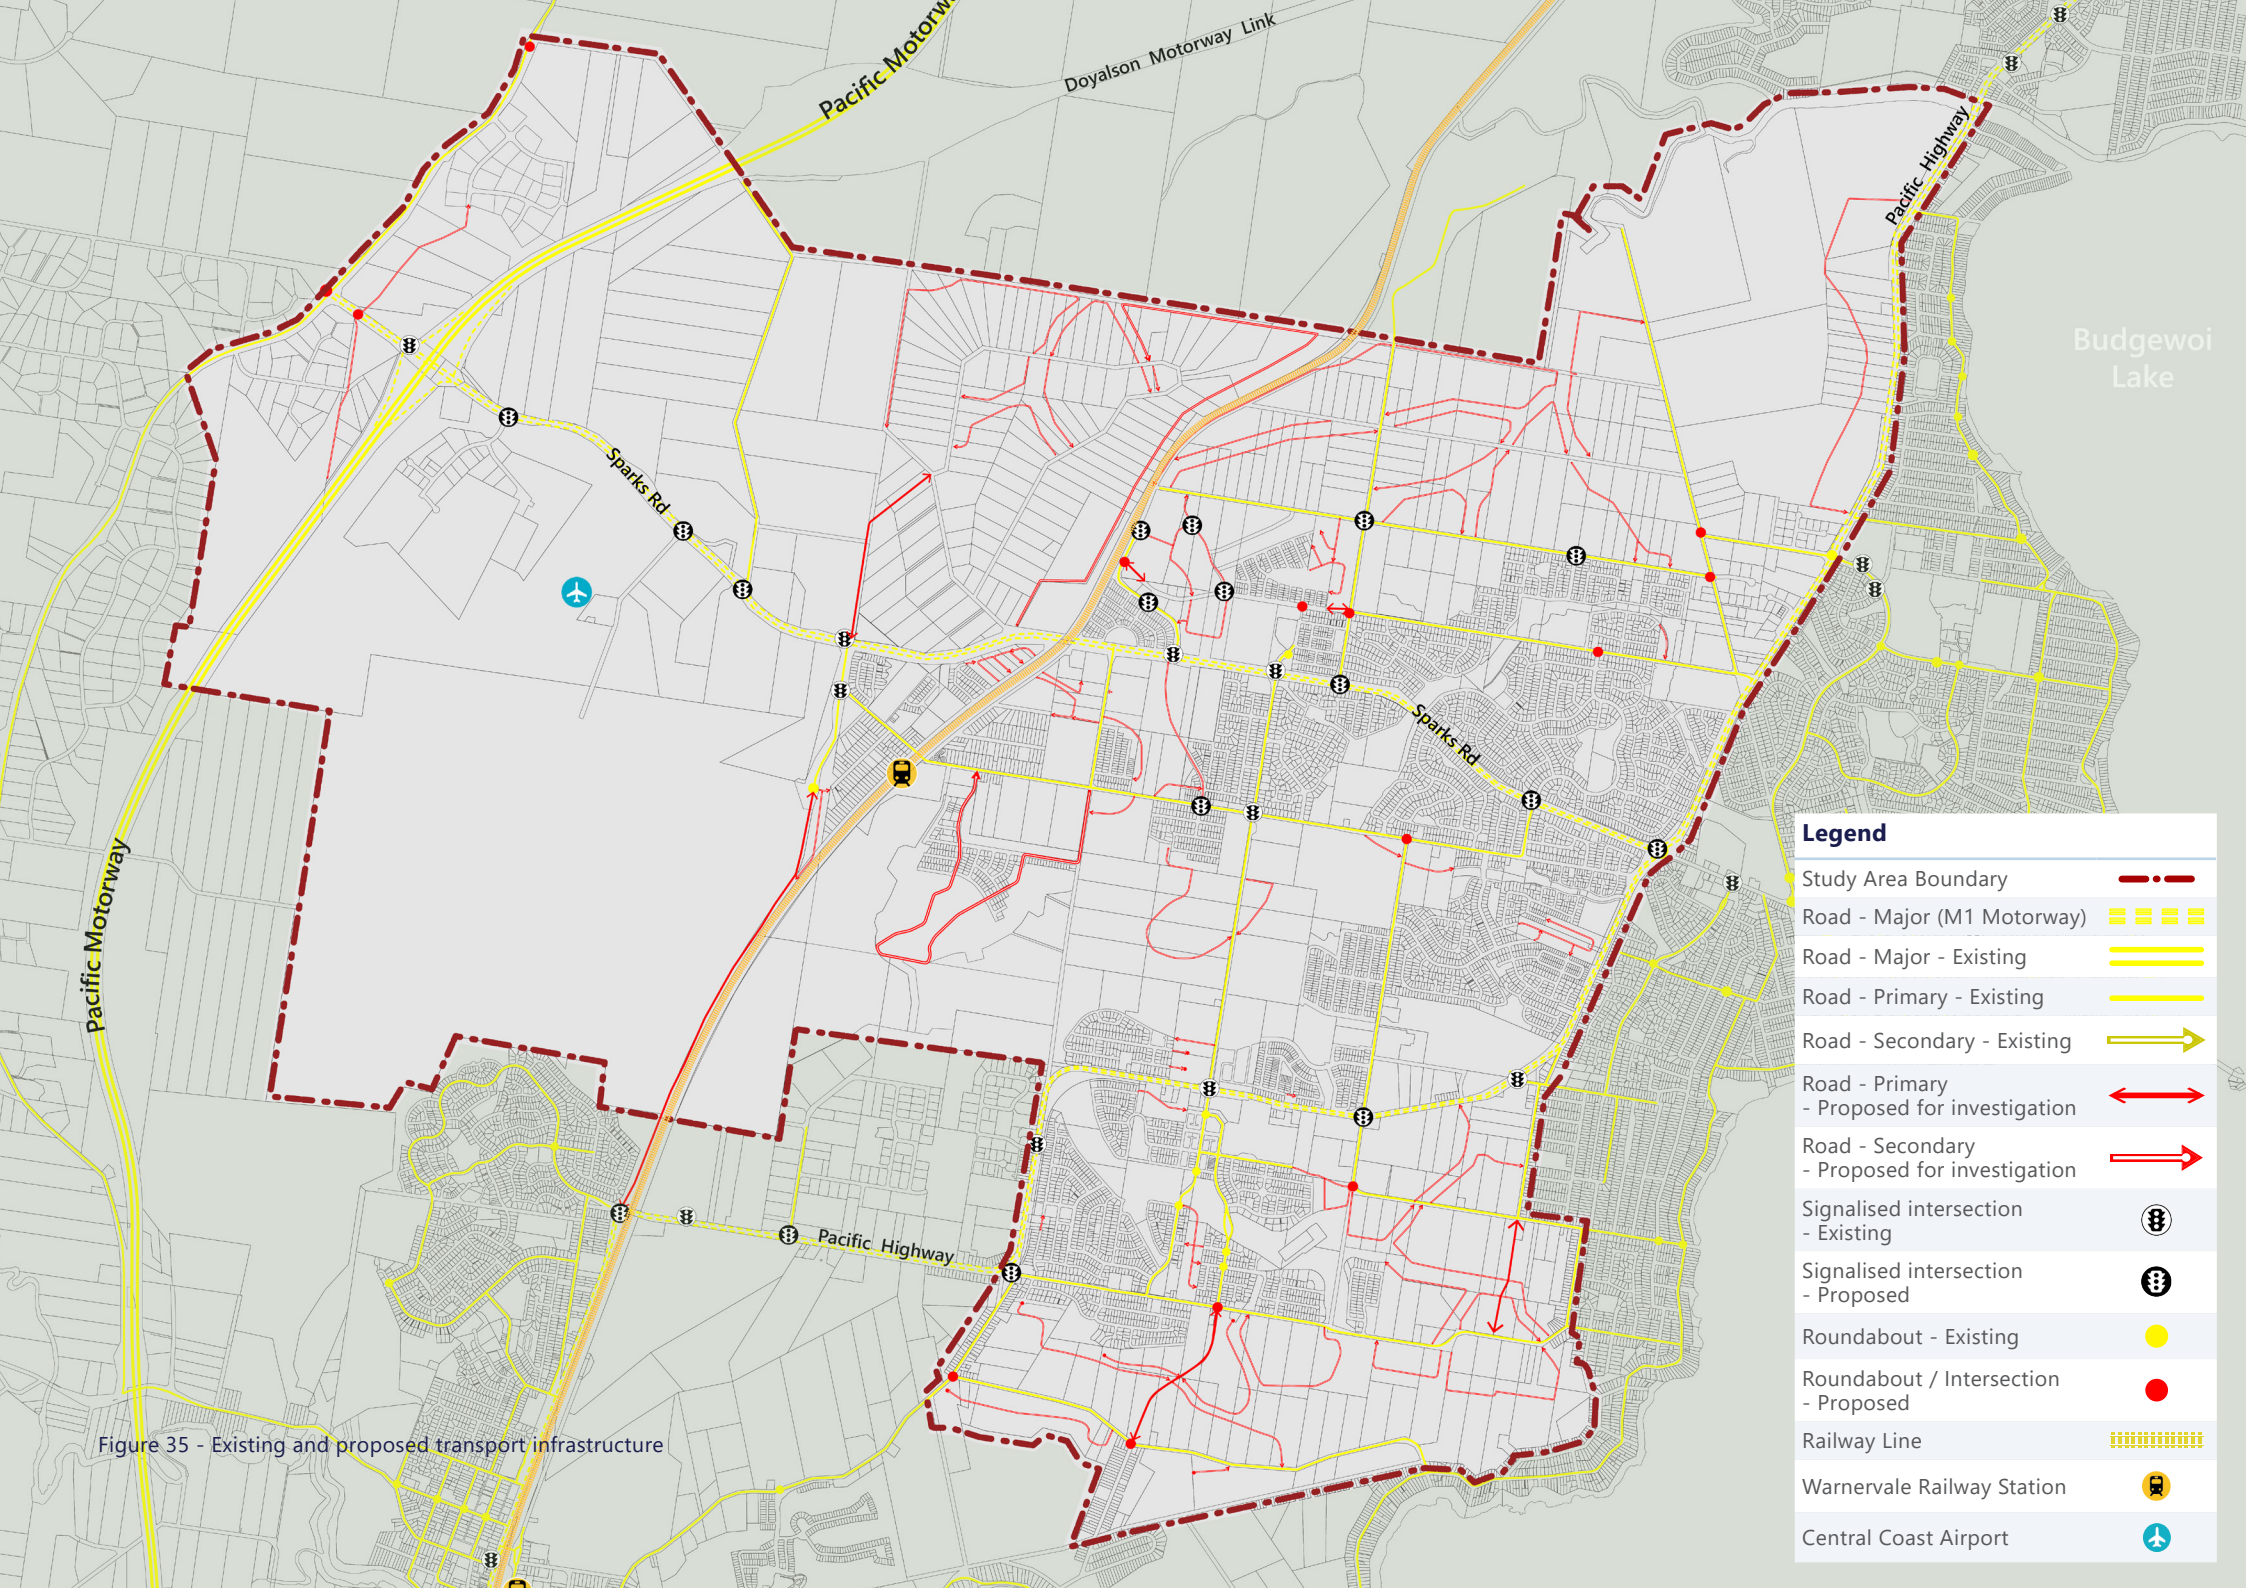 Pacific Motorw
Doyalson Motorway Link
Pacific Highway
Budgewoi
Lake
Sparks Rd
Sparks Rd
Pacific Motorway
Pacific Highway
Figure 35 - Existing and proposed transport infrastructure
Legend
Study Area Boundary
Road - Major (M1 Motorway)
Road - Major - Existing
Road - Primary - Existing
Road - Secondary - Existing
Road - Primary
- Proposed for investigation
Road - Secondary
- Proposed for investigation
Signalised intersection
- Existing
Signalised intersection
- Proposed
Roundabout - Existing
Roundabout / Intersection
- Proposed
Railway Line
Warnervale Railway Station
Central Coast Airport